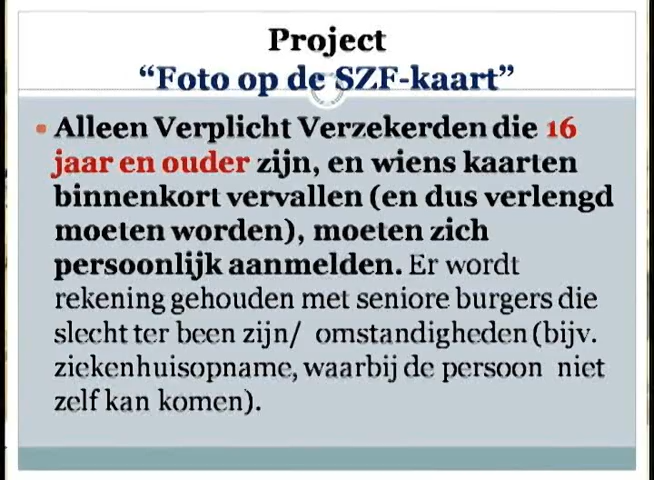 Project
“Foto op de SZF-kaart”
• Alleen Verplicht Verzekerden die 16
jaar en ouder zijn, en wiens kaarten
binnenkort vervallen (en dus verlengd
moeten worden), moeten zich
persoonlijk aanmelden. Er wordt
rekening gehouden met seniore burgers die
slecht ter been zijn/ omstandigheden (bijv.
ziekenhuisopname, waarbij de persoon niet
zelf kan komen).